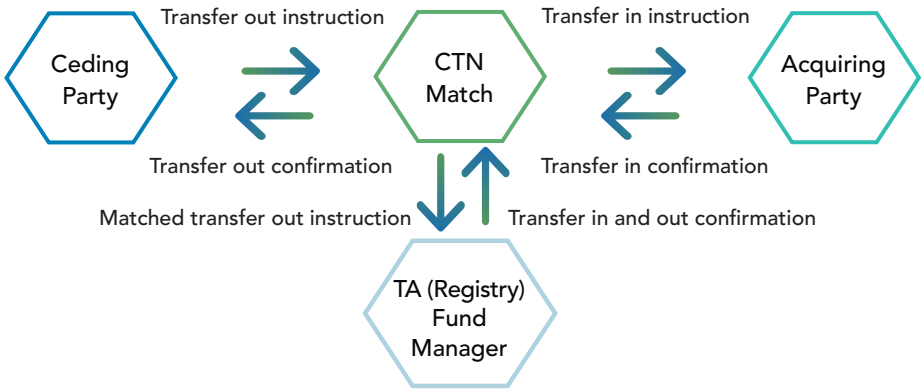 Transfer out instruction
Transfer in instruction
Ceding
Party
CTN
Match
Acquiring
Party
Transfer out confirmation
Transfer in confirmation
Matched transfer out instruction
Transfer in and out confirmation
TA (Registry)
Fund
Manager